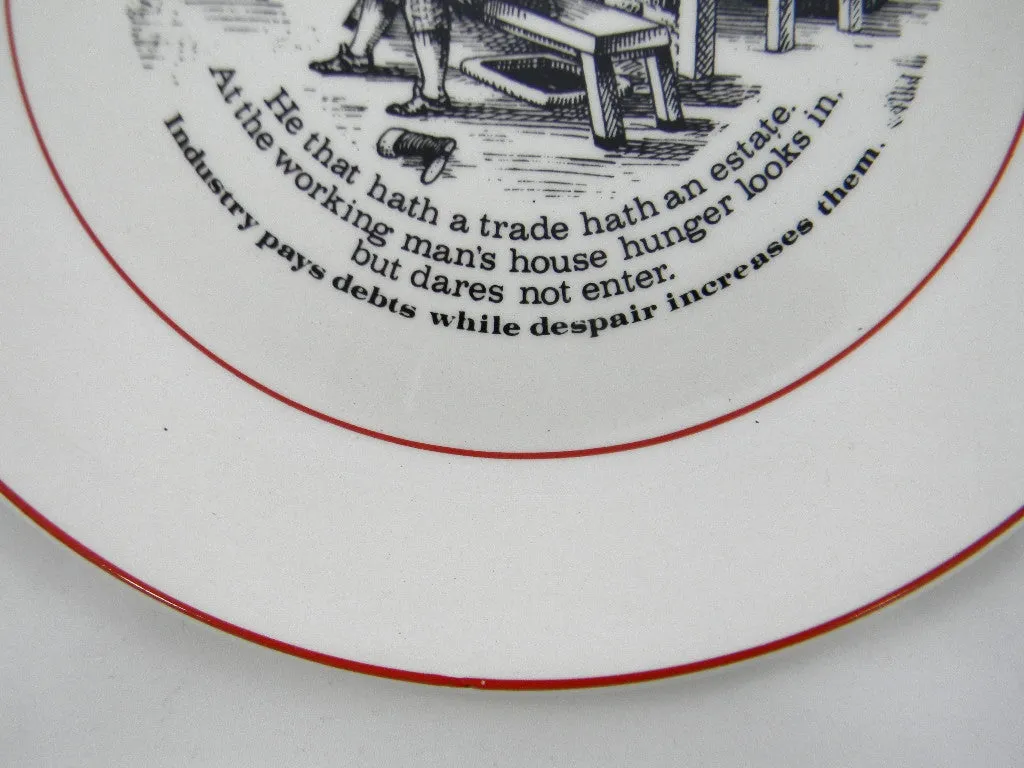 He that hath a trade hath an estate.
At the working man's house hunger looks in,
but dares not enter.
Industry pays debts while despair increases them.